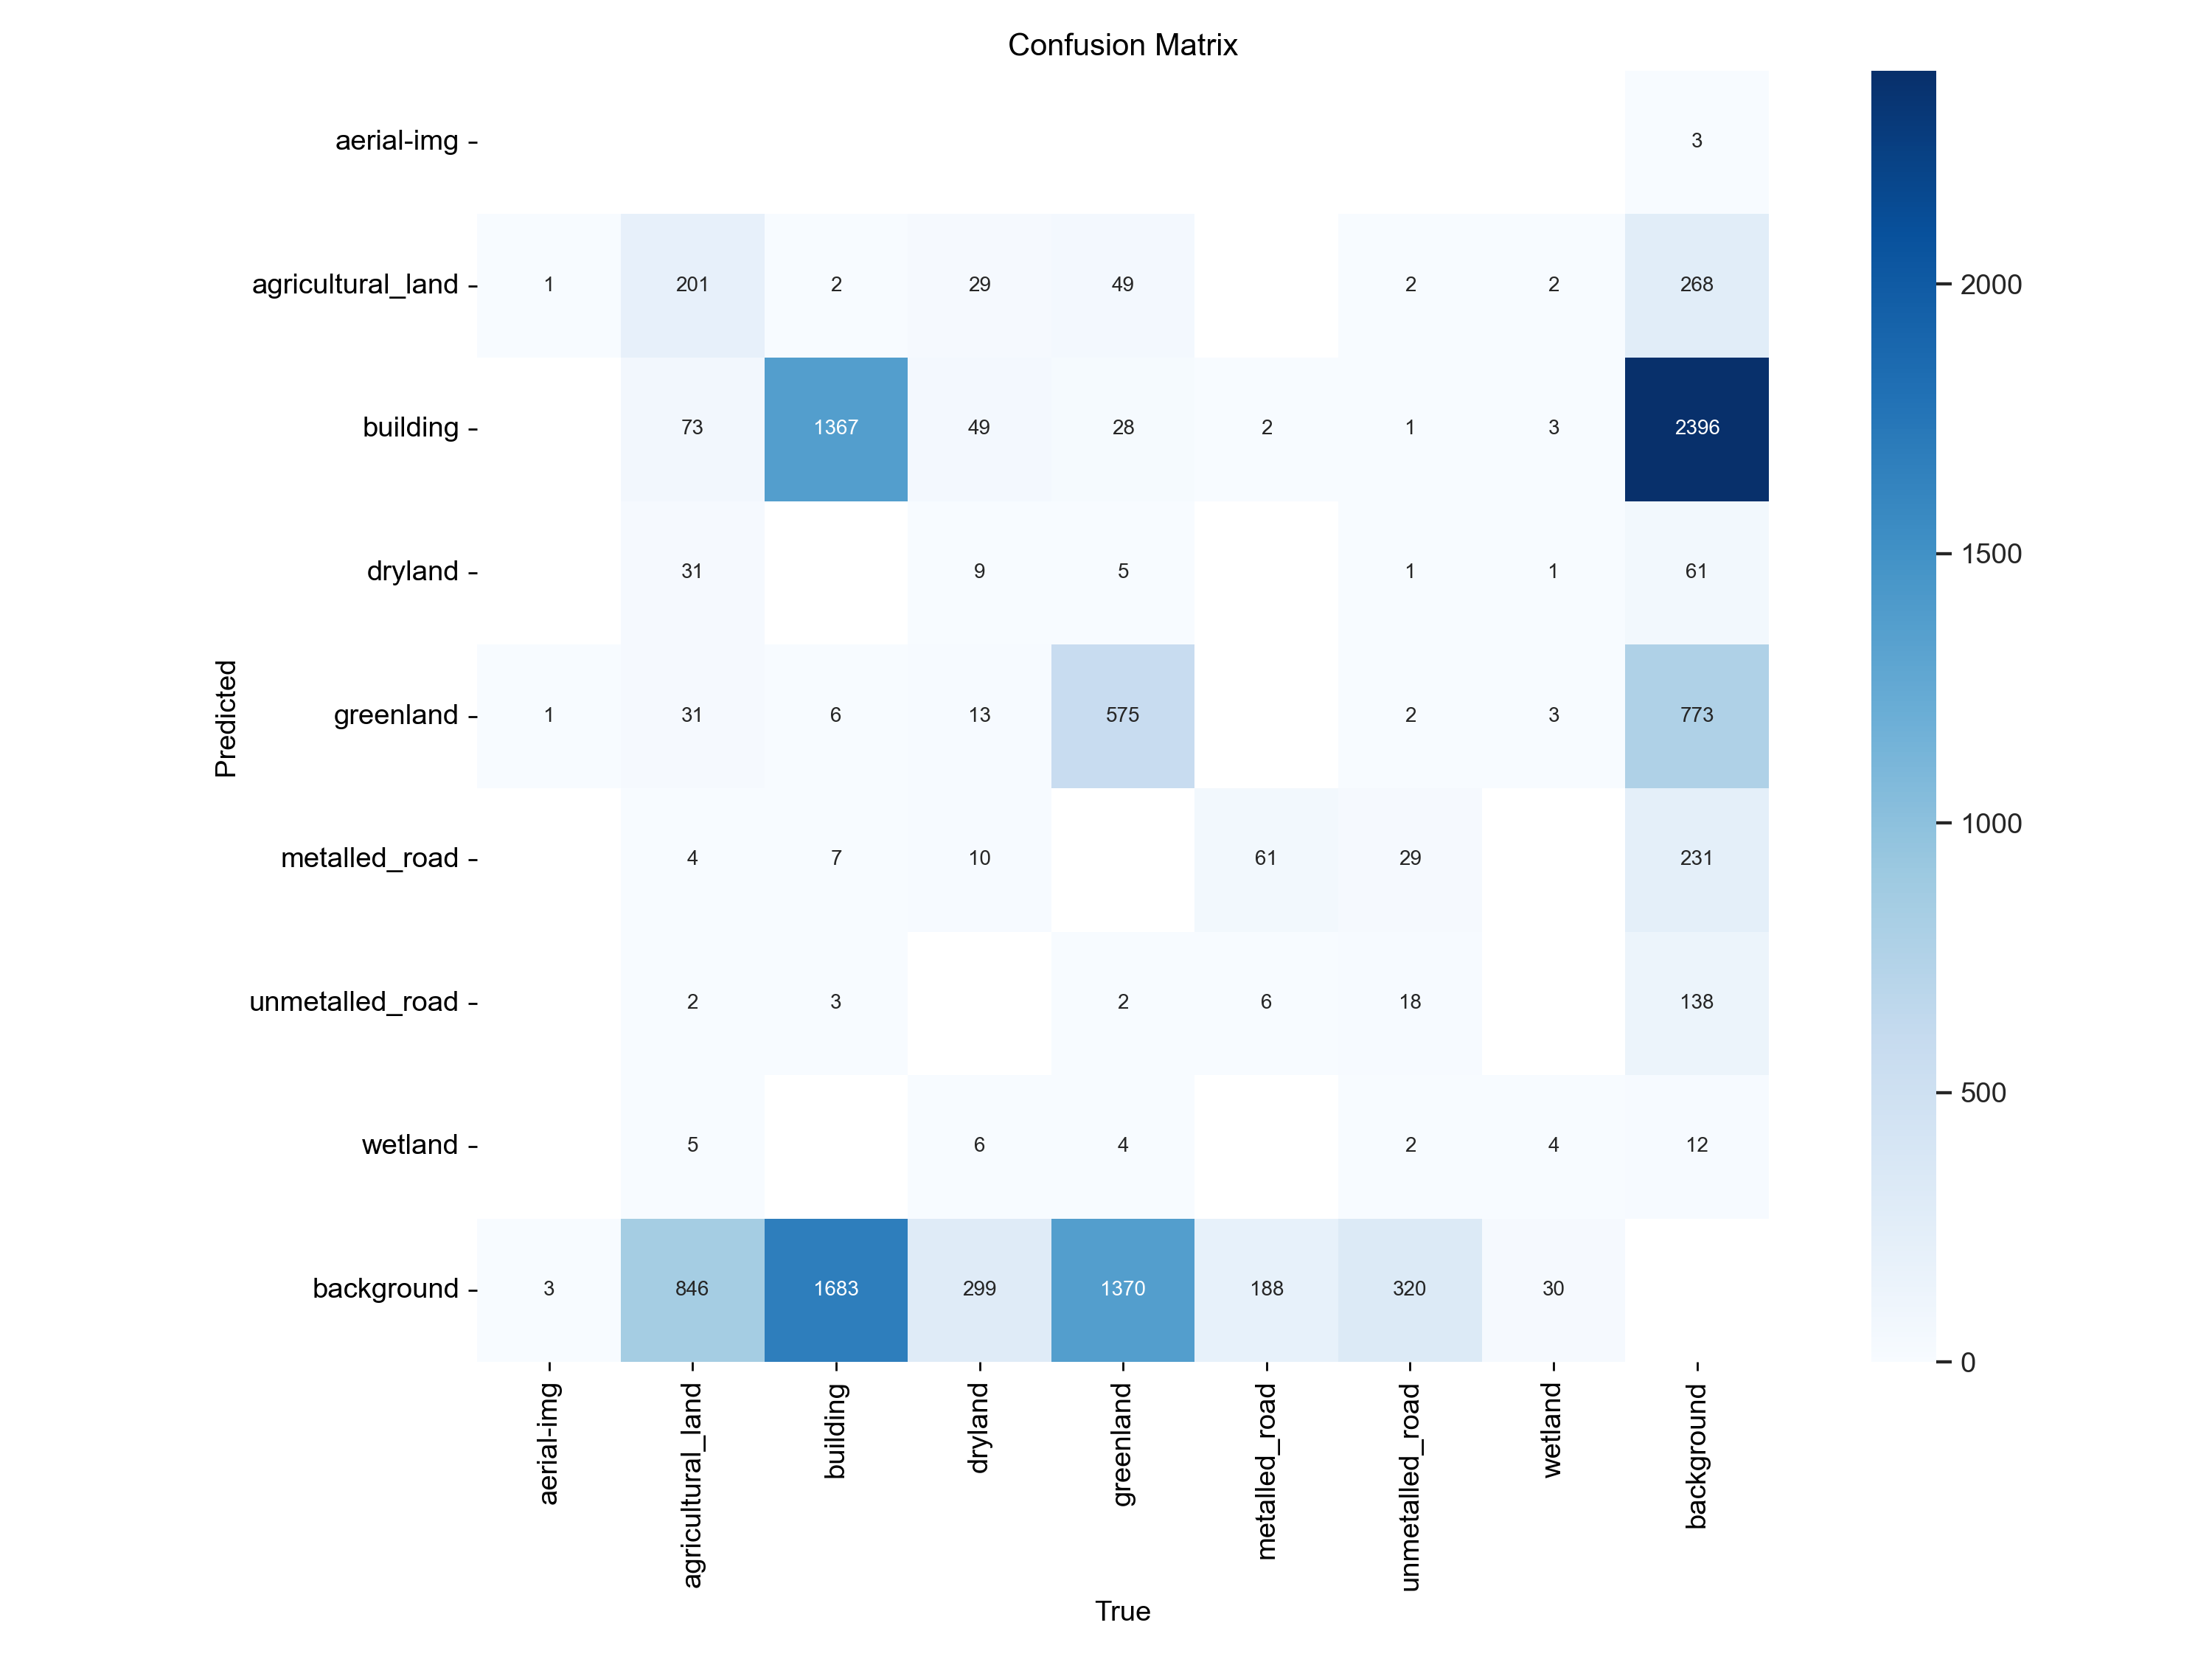 Confusion Matrix
aerial-img 3
agricultural_land 1 201 2 29 49 2 2 268
building 73 1367 49 28 2 1 3 2396
dryland 31 9 5 1 1 61
greenland 1 31 6 13 575 2 3 773
metalled_road 4 7 10 61 29 231
unmetalled_road 2 3 2 6 18 138
wetland 5 6 4 2 4 12
background 3 846 1683 299 1370 188 320 30
Predicted
aerial-img agricultural_land building dryland greenland metalled_road unmetalled_road wetland background
True
2000
1500
1000
500
0